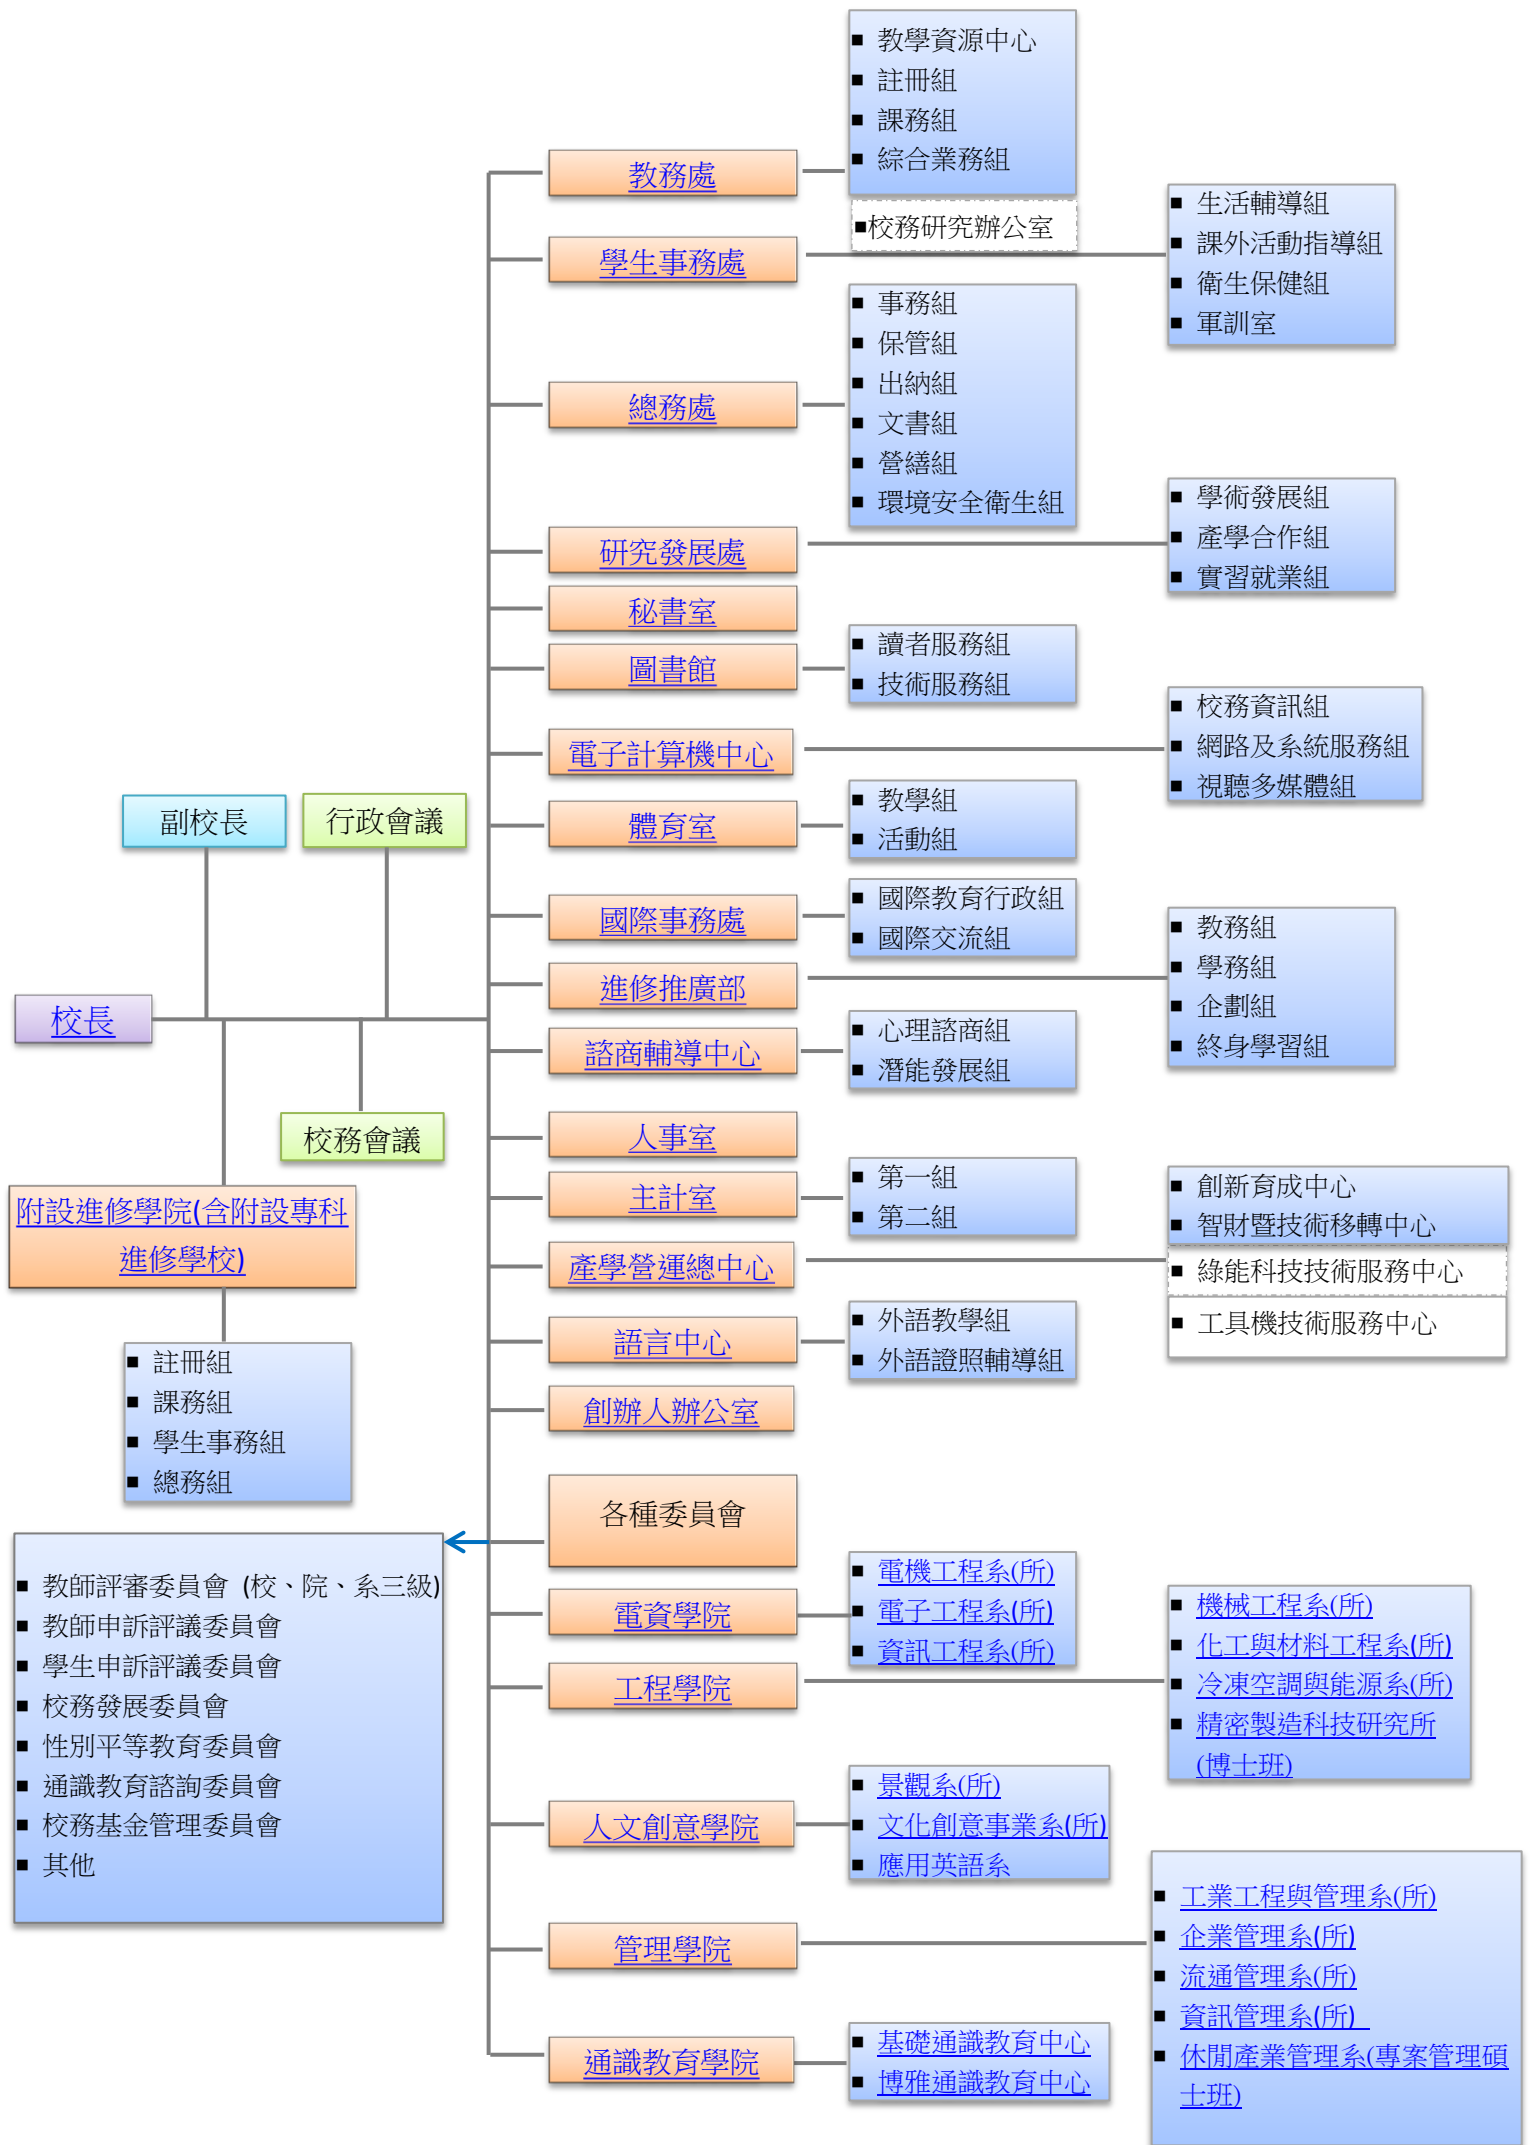 教務處
教學資源中心
註冊組
課務組
綜合業務組
校務研究辦公室
學生事務處
生活輔導組
課外活動指導組
衛生保健組
軍訓室
總務處
事務組
保管組
出納組
文書組
營繕組
環境安全衛生組
研究發展處
學術發展組
產學合作組
實習就業組
秘書室
圖書館
讀者服務組
技術服務組
電子計算機中心
校務資訊組
網路及系統服務組
視聽多媒體組
體育室
教學組
活動組
國際事務處
國際教育行政組
國際交流組
進修推廣部
教務組
學務組
企劃組
終身學習組
諮商輔導中心
心理諮商組
潛能發展組
人事室
主計室
第一組
第二組
產學營運總中心
創新育成中心
智財暨技術移轉中心
綠能科技技術服務中心
工具機技術服務中心
語言中心
外語教學組
外語證照輔導組
創辦人辦公室
副校長
行政會議
校長
校務會議
附設進修學院(含附設專科
進修學校)
註冊組
課務組
學生事務組
總務組
各種委員會
教師評審委員會 (校、院、系三級)
教師申訴評議委員會
學生申訴評議委員會
校務發展委員會
性別平等教育委員會
通識教育諮詢委員會
校務基金管理委員會
其他
電資學院
電機工程系(所)
電子工程系(所)
資訊工程系(所)
工程學院
機械工程系(所)
化工與材料工程系(所)
冷凍空調與能源系(所)
精密製造科技研究所
(博士班)
人文創意學院
景觀系(所)
文化創意事業系(所)
應用英語系
管理學院
工業工程與管理系(所)
企業管理系(所)
流通管理系(所)
資訊管理系(所)
休閒產業管理系(專案管理碩
士班)
通識教育學院
基礎通識教育中心
博雅通識教育中心